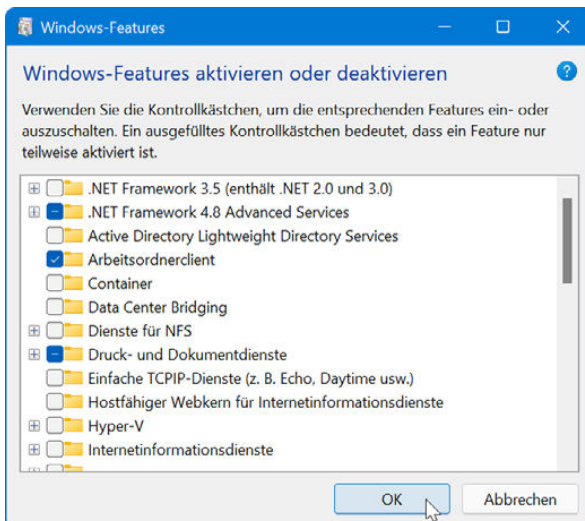 Windows-Features
Windows-Features aktivieren oder deaktivieren
?
Verwenden Sie die Kontrollkästchen, um die entsprechenden Features ein- oder
auszuschalten. Ein ausgefülltes Kontrollkästchen bedeutet, dass ein Feature nur
teilweise aktiviert ist.
.NET Framework 3.5 (enthält .NET 2.0 und 3.0)
.NET Framework 4.8 Advanced Services
Active Directory Lightweight Directory Services
Arbeitsordnerclient
Container
Data Center Bridging
Dienste für NFS
Druck- und Dokumentdienste
Einfache TCPIP-Dienste (z. B. Echo, Daytime usw.)
Hostfähiger Webkern für Internetinformationsdienste
Hyper-V
Internetinformationsdienste
OK
Abbrechen